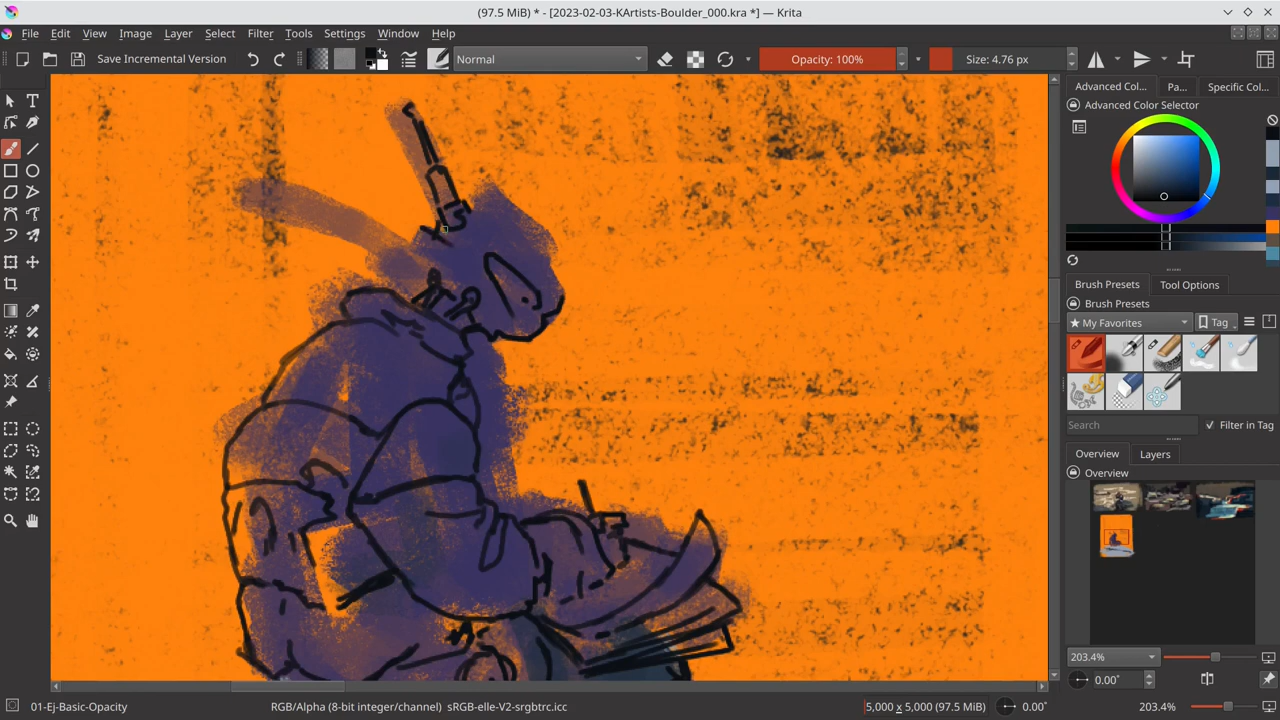 (97.5 MiB) * - [2023-02-03-KArtists-Boulder_000.kra *] — Krita
File Edit View Image Layer Select Filter Tools Settings Window Help
Save Incremental Version
Normal
Opacity: 100%
Size: 4.76 px
Advanced Col... Pa... Specific Col...
Advanced Color Selector
Brush Presets Tool Options
Brush Presets
★ My Favorites
Tag
Search
Filter in Tag
Overview Layers
Overview
203.4%
0.00°
01-Ej-Basic-Opacity
RGB/Alpha (8-bit integer/channel) sRGB-elle-V2-srgbtrc.icc
5,000 x 5,000 (97.5 MiB)
0.00°
203.4%